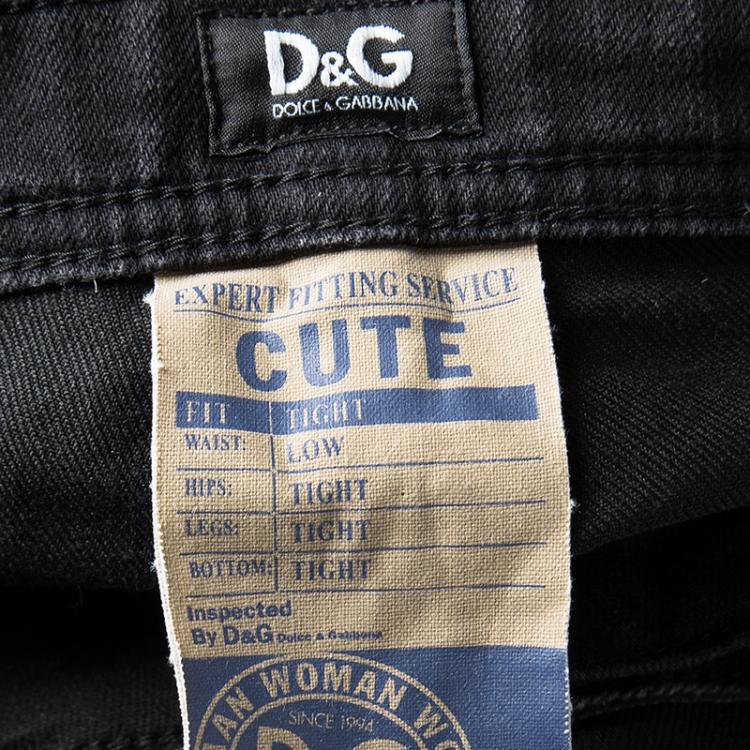 D&G
DOLCE & GABBANA
EXPERT FITTING SERVICE
CUTE
FIT TIGHT
WAIST: LOW
HIPS: TIGHT
LEGS: TIGHT
BOTTOM: TIGHT
Inspected
By D&G Dolce & Gabbana
WOMAN
SINCE 1994